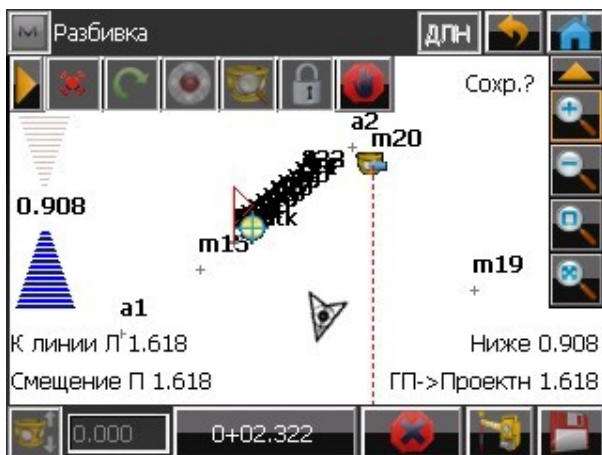 Разбивка
ДЛН
Сохр.?
a2
m20
0.908
m15
m19
a1
К линии Л 1.618
Ниже 0.908
Смещение П 1.618
ГП->Проектн 1.618
0.000
0+02.322